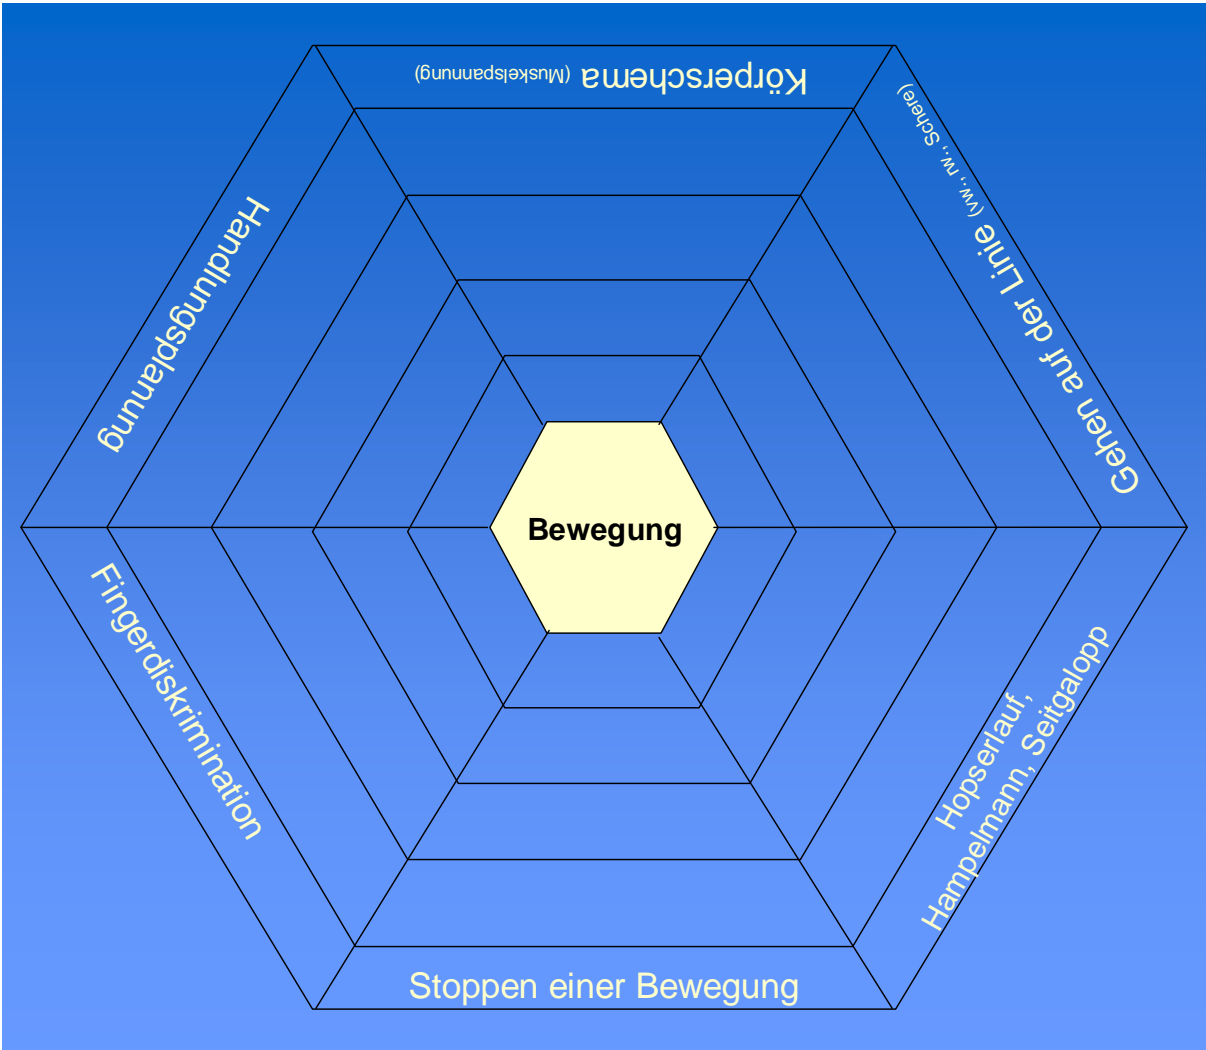 Körperschema (Muskelspannung)
Gehen auf der Linie (vw., rw., Schere)
Handlungsplanung
Bewegung
Fingerdiskrimination
Hopserlauf,
Hampelmann, Seitgalopp
Stoppen einer Bewegung